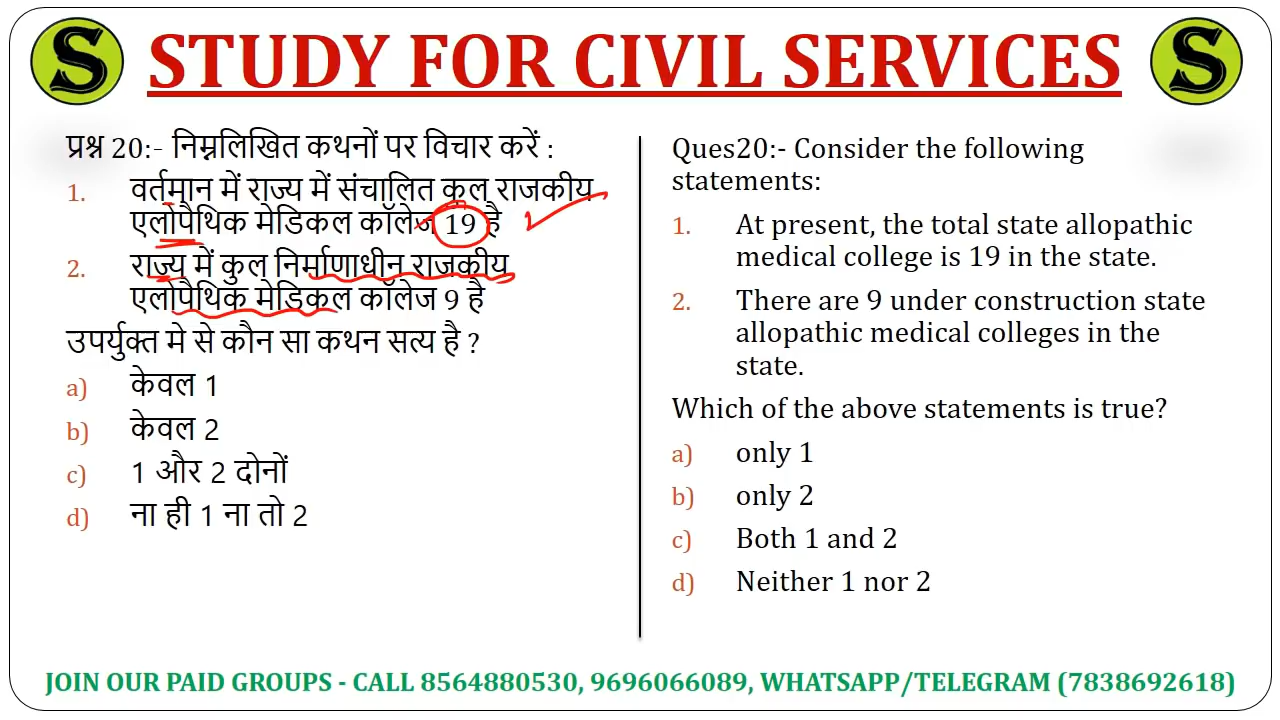 S
STUDY FOR CIVIL SERVICES
S
प्रश्न 20:- निम्नलिखित कथनों पर विचार करें :
1. वर्तमान में राज्य में संचालित कुल राजकीय
एलोपैथिक मेडिकल कॉलेज 19 है
2. राज्य में कुल निर्माणाधीन राजकीय
एलोपैथिक मेडिकल कॉलेज 9 है
उपर्युक्त मे से कौन सा कथन सत्य है ?
a) केवल 1
b) केवल 2
c) 1 और 2 दोनों
d) ना ही 1 ना तो 2
Ques20:- Consider the following
statements:
1. At present, the total state allopathic
medical college is 19 in the state.
2. There are 9 under construction state
allopathic medical colleges in the
state.
Which of the above statements is true?
a) only 1
b) only 2
c) Both 1 and 2
d) Neither 1 nor 2
JOIN OUR PAID GROUPS - CALL 8564880530, 9696066089, WHATSAPP/TELEGRAM (7838692618)